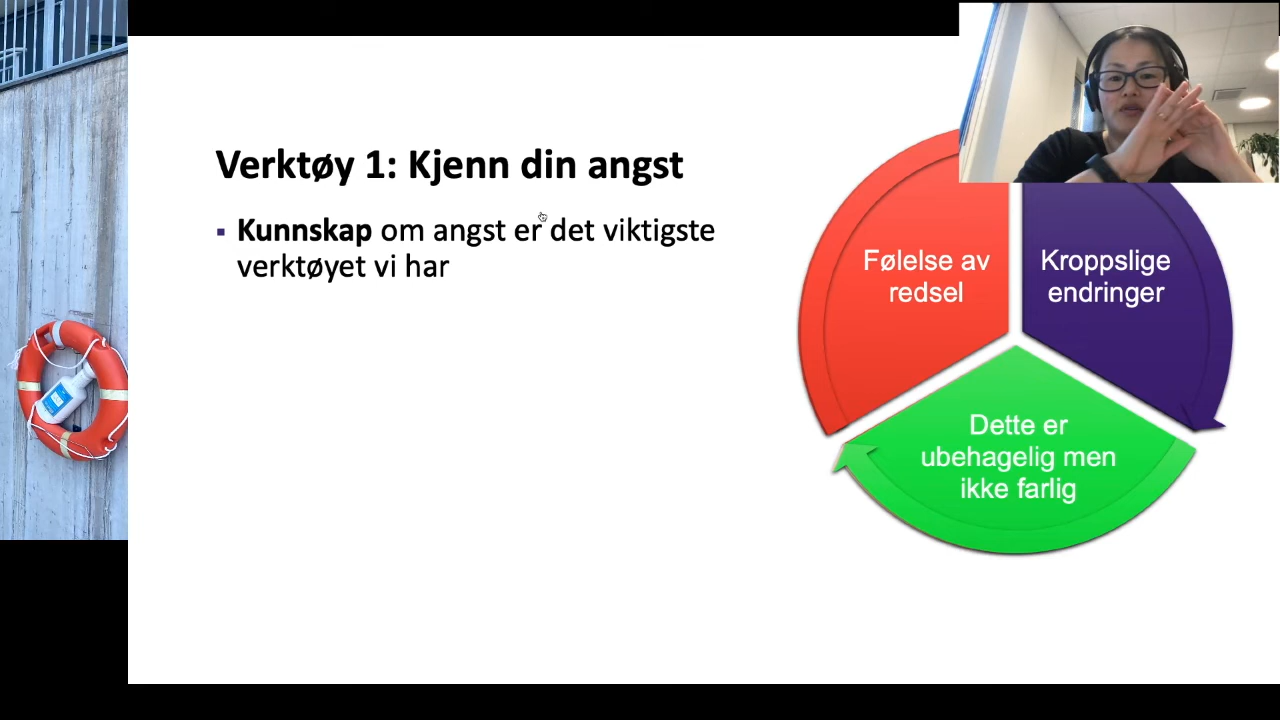 Verktøy 1: Kjenn din angst
Kunnskap om angst er det viktigste
verktøyet vi har
Følelse av
redsel
Kroppslige
endringer
Dette er
ubehagelig men
ikke farlig